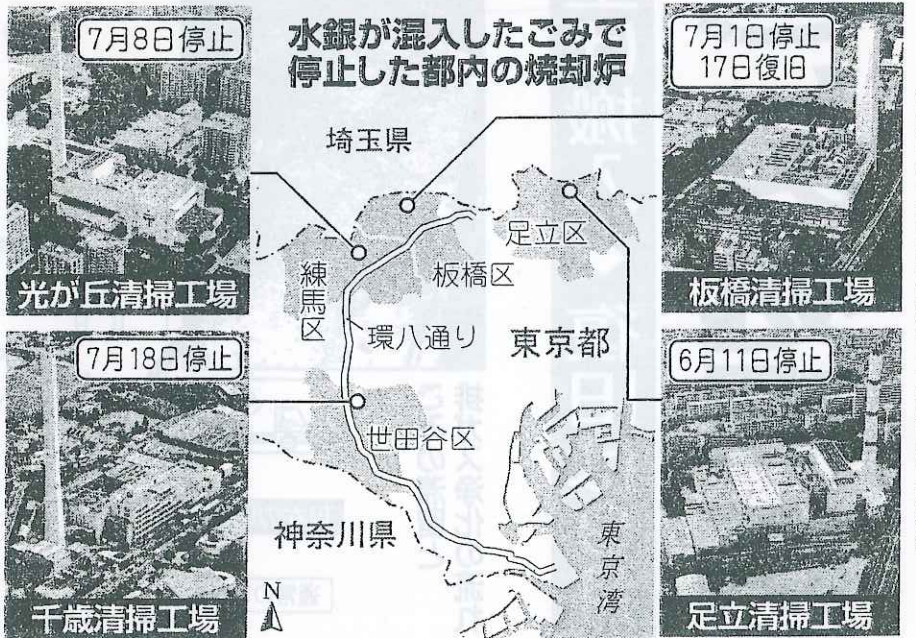 水銀が混入したごみで
停止した都内の焼却炉
7月8日停止
光が丘清掃工場
7月1日停止
17日復旧
板橋清掃工場
7月18日停止
千歳清掃工場
6月11日停止
足立清掃工場
埼玉県
足立区
板橋区
練馬区
環八通り
東京都
世田谷区
神奈川県
東京湾
N